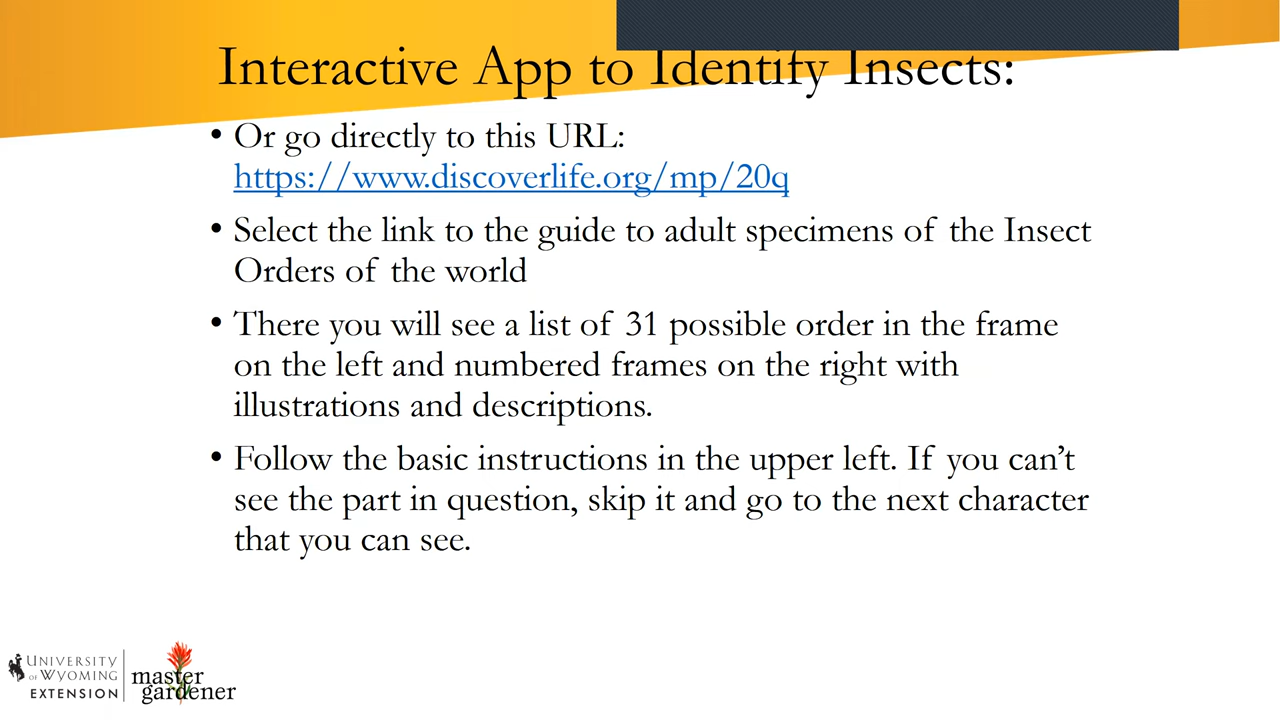 Interactive App to Identify Insects:
• Or go directly to this URL:
https://www.discoverlife.org/mp/20q
• Select the link to the guide to adult specimens of the Insect
Orders of the world
• There you will see a list of 31 possible order in the frame
on the left and numbered frames on the right with
illustrations and descriptions.
• Follow the basic instructions in the upper left. If you can’t
see the part in question, skip it and go to the next character
that you can see.
UNIVERSITY
OF WYOMING
EXTENSION
master
gardener